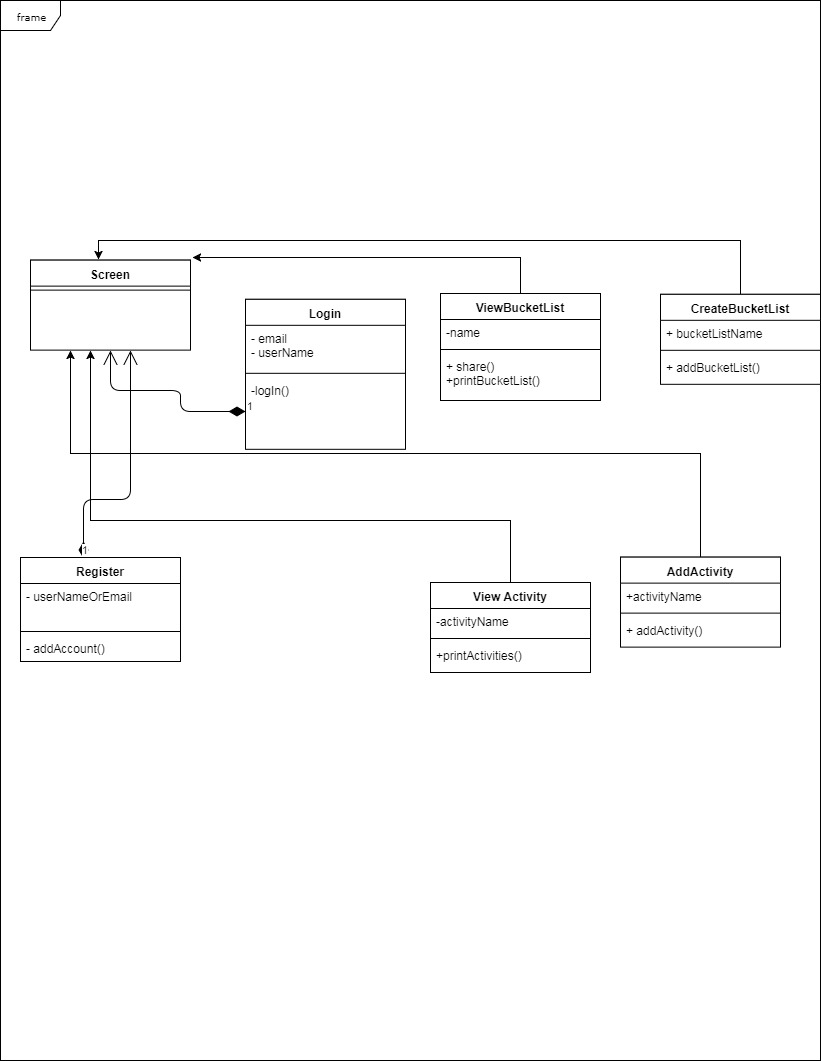 frame
Screen
Login
- email
- userName
-logIn()
1
ViewBucketList
-name
+ share()
+printBucketList()
CreateBucketList
+ bucketListName
+ addBucketList()
1
Register
- userNameOrEmail
- addAccount()
View Activity
-activityName
+printActivities()
AddActivity
+activityName
+ addActivity()